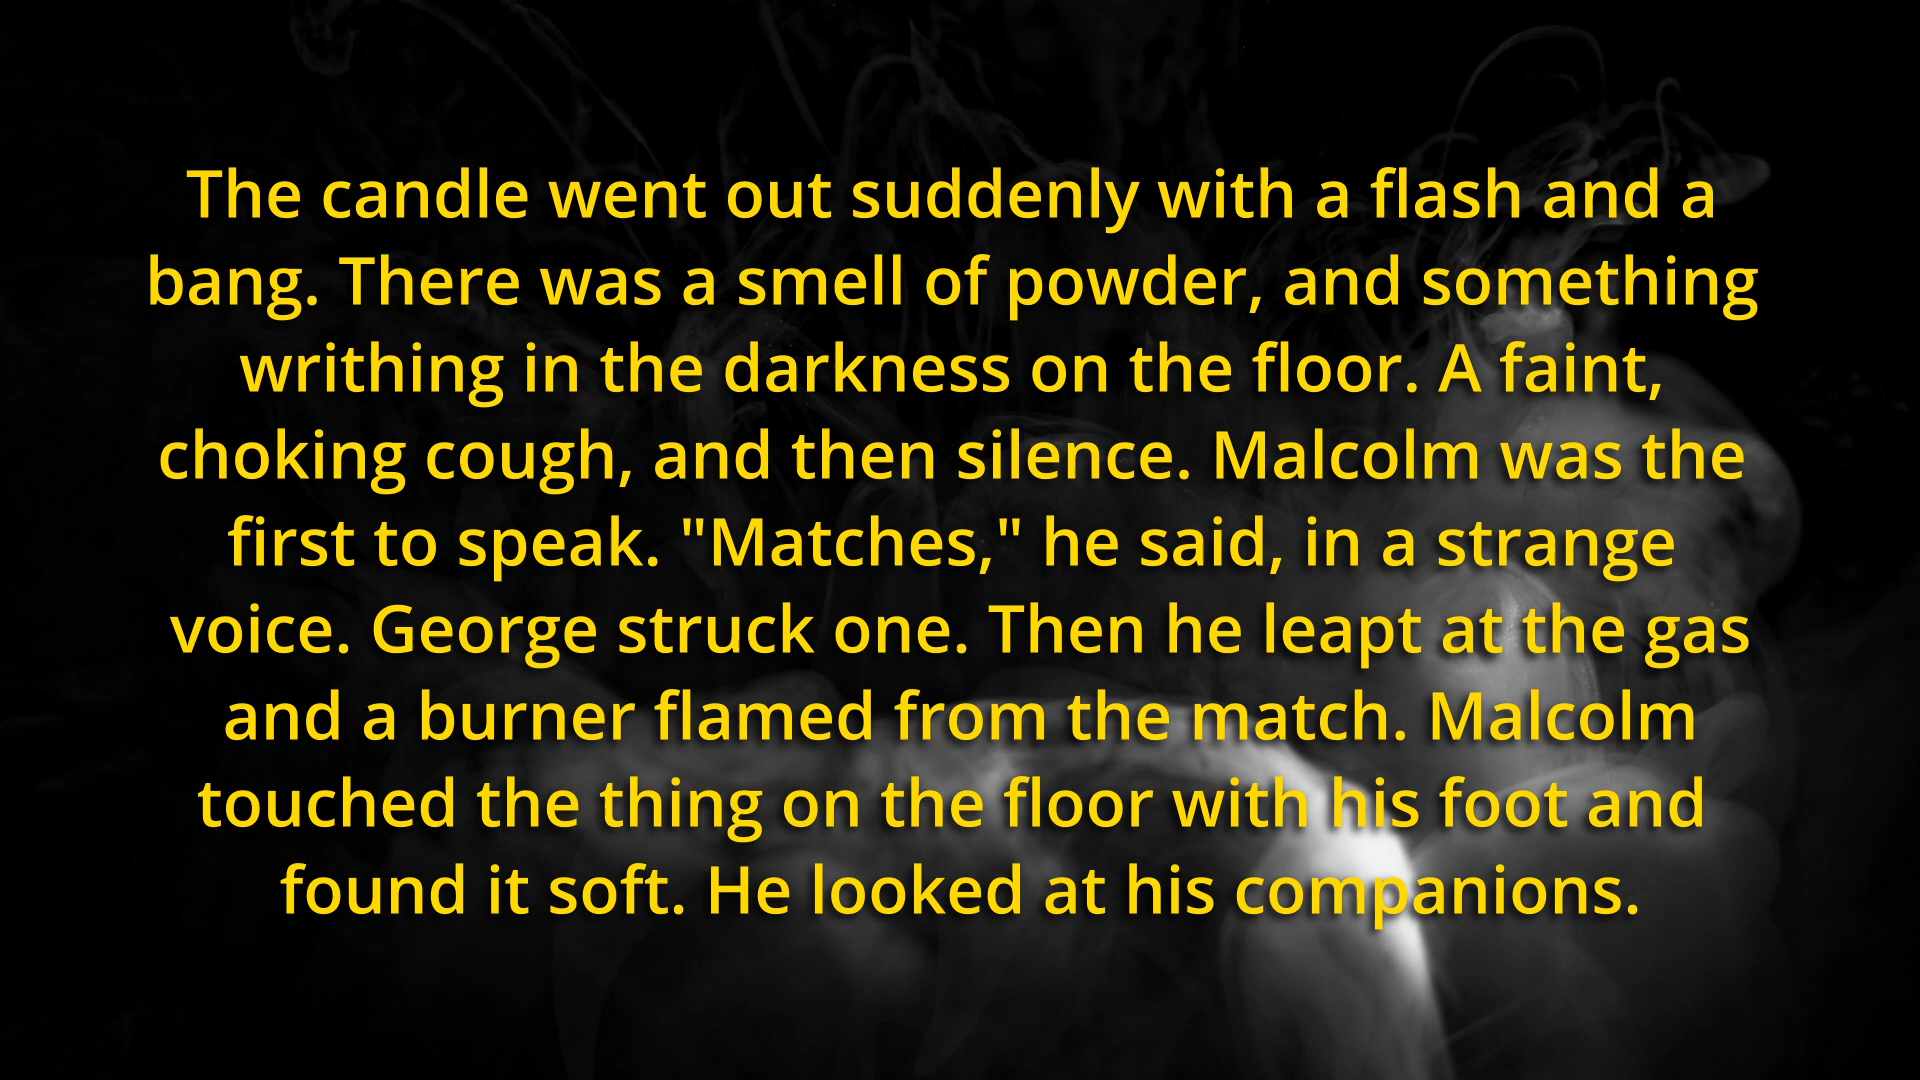 The candle went out suddenly with a flash and a
bang. There was a smell of powder, and something
writhing in the darkness on the floor. A faint,
choking cough, and then silence. Malcolm was the
first to speak. "Matches," he said, in a strange
voice. George struck one. Then he leapt at the gas
and a burner flamed from the match. Malcolm
touched the thing on the floor with his foot and
found it soft. He looked at his companions.